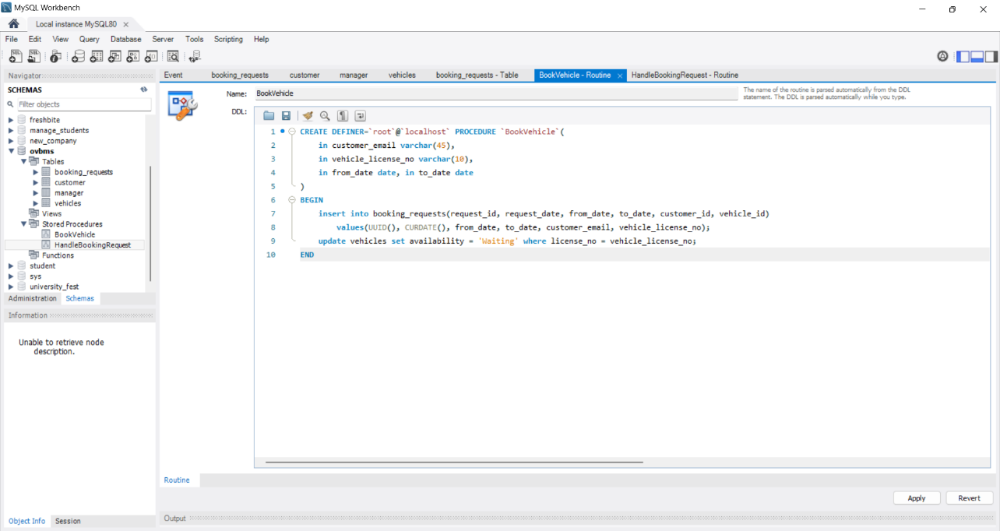 MySQL Workbench
Local instance MySQL80
File Edit View Query Database Server Tools Scripting Help
Navigator
SCHEMAS
Filter objects
freshbite
manage_students
new_company
ovbms
Tables
booking_requests
customer
manager
vehicles
Views
Stored Procedures
BookVehicle
HandleBookingRequest
Functions
student
sys
university_fest
Administration Schemas
Information
Unable to retrieve node
description.
Object Info Session
Event booking_requests customer manager vehicles booking_requests - Table BookVehicle - Routine HandleBookingRequest - Routine
Name: BookVehicle
The name of the routine is parsed automatically from the DDL
statement. The DDL is parsed automatically while you type.
DDL:
1 CREATE DEFINER=`root`@`localhost` PROCEDURE `BookVehicle`(
2 in customer_email varchar(45),
3 in vehicle_license_no varchar(10),
4 in from_date date, in to_date date
5 )
6 BEGIN
7 insert into booking_requests(request_id, request_date, from_date, to_date, customer_id, vehicle_id)
8 values(UUID(), CURDATE(), from_date, to_date, customer_email, vehicle_license_no);
9 update vehicles set availability = 'Waiting' where license_no = vehicle_license_no;
10 END
Routine
Apply Revert
Output